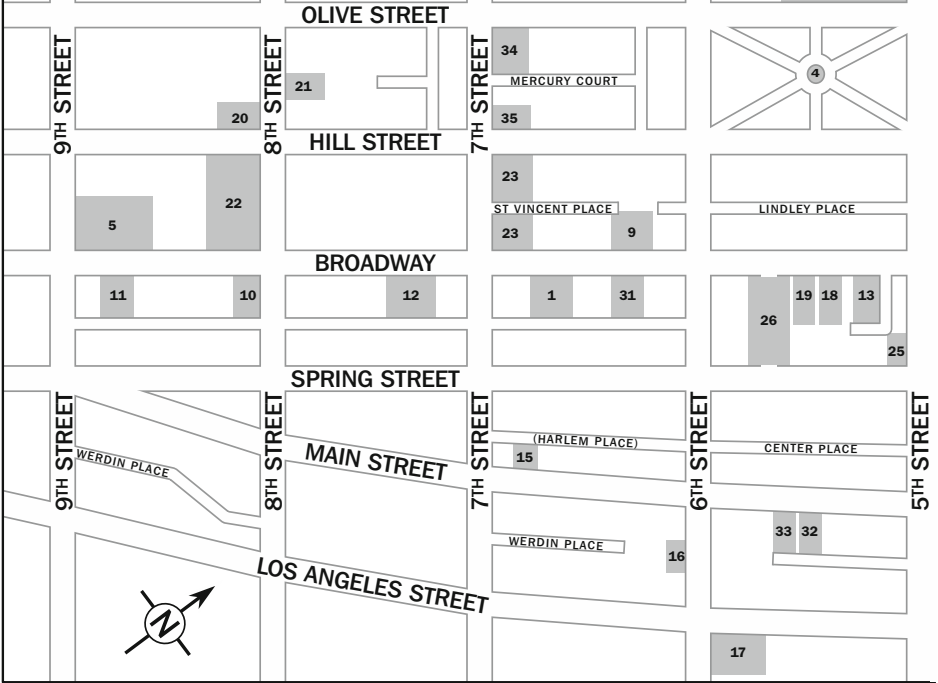 OLIVE STREET
9TH STREET
8TH STREET
7TH STREET
34
4
MERCURY COURT
21
20
35
HILL STREET
23
22
5
ST VINCENT PLACE
LINDLEY PLACE
23
9
BROADWAY
11
10
12
1
31
19
18
13
26
25
SPRING STREET
9TH STREET
8TH STREET
7TH STREET
6TH STREET
5TH STREET
(HARLEM PLACE)
CENTER PLACE
MAIN STREET
15
WERDIN PLACE
33
32
WERDIN PLACE
16
LOS ANGELES STREET
N
17